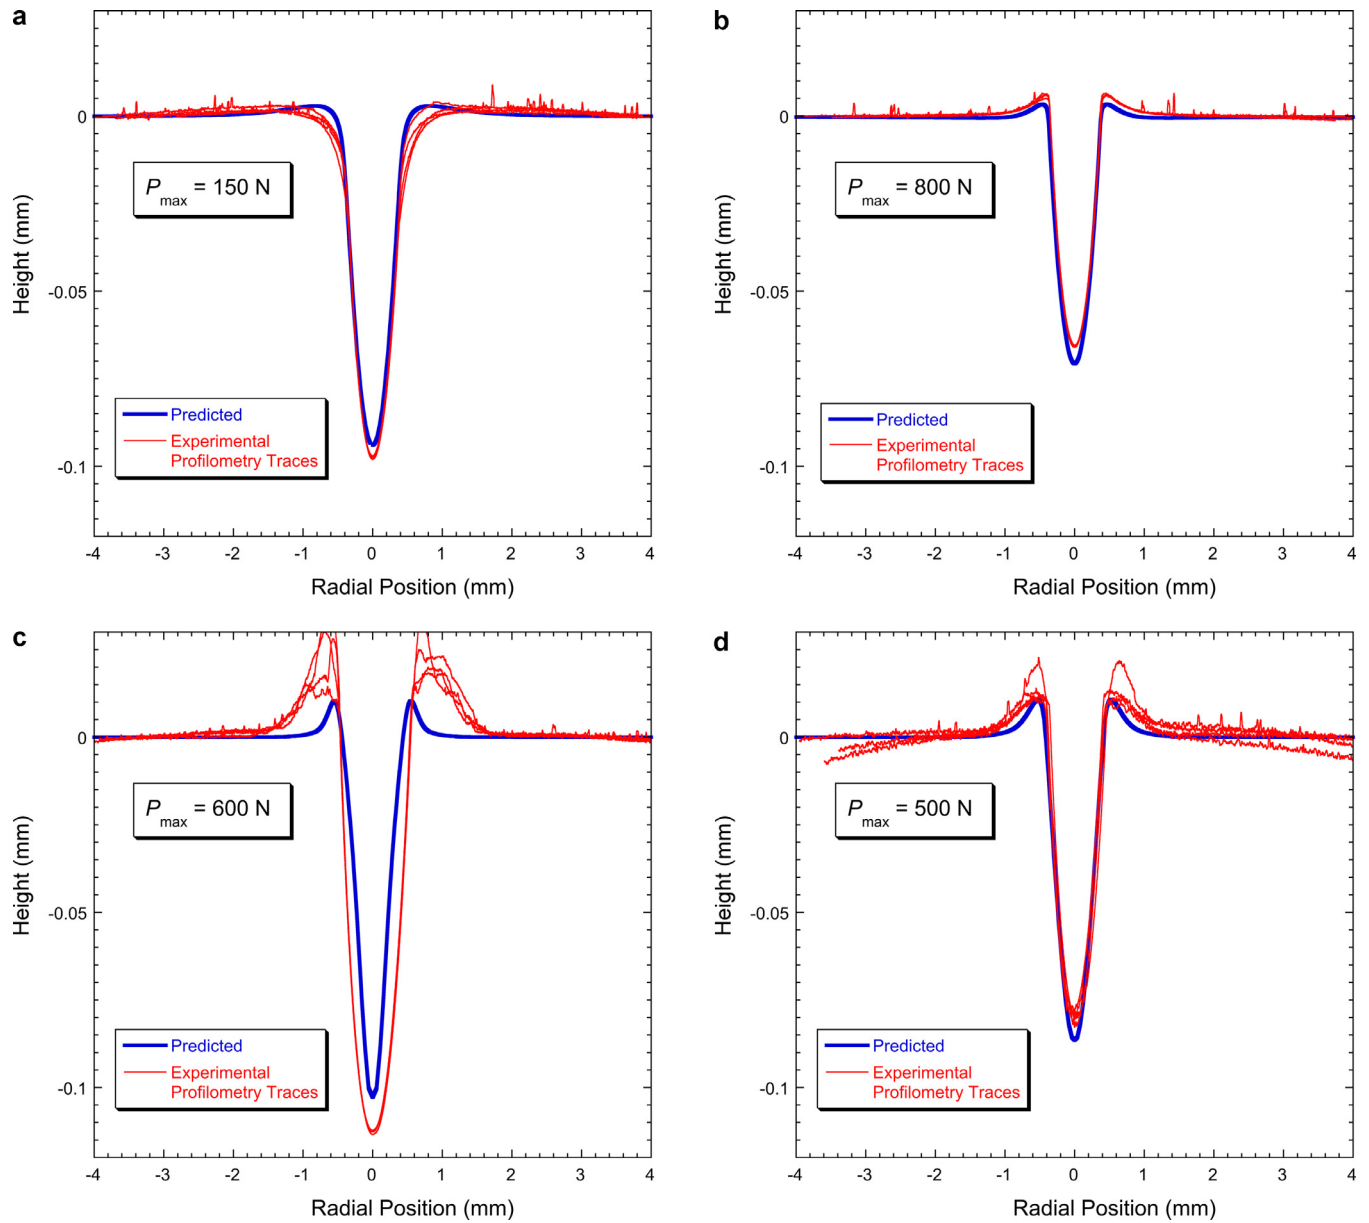 a
0
-0.05
-0.1
Height (mm)
Pmax = 150 N
Predicted
Experimental
Profilometry Traces
-4 -3 -2 -1 0 1 2 3 4
Radial Position (mm)
b
0
-0.05
-0.1
Height (mm)
Pmax = 800 N
Predicted
Experimental
Profilometry Traces
-4 -3 -2 -1 0 1 2 3 4
Radial Position (mm)
c
0
-0.05
-0.1
Height (mm)
Pmax = 600 N
Predicted
Experimental
Profilometry Traces
-4 -3 -2 -1 0 1 2 3 4
Radial Position (mm)
d
0
-0.05
-0.1
Height (mm)
Pmax = 500 N
Predicted
Experimental
Profilometry Traces
-4 -3 -2 -1 0 1 2 3 4
Radial Position (mm)